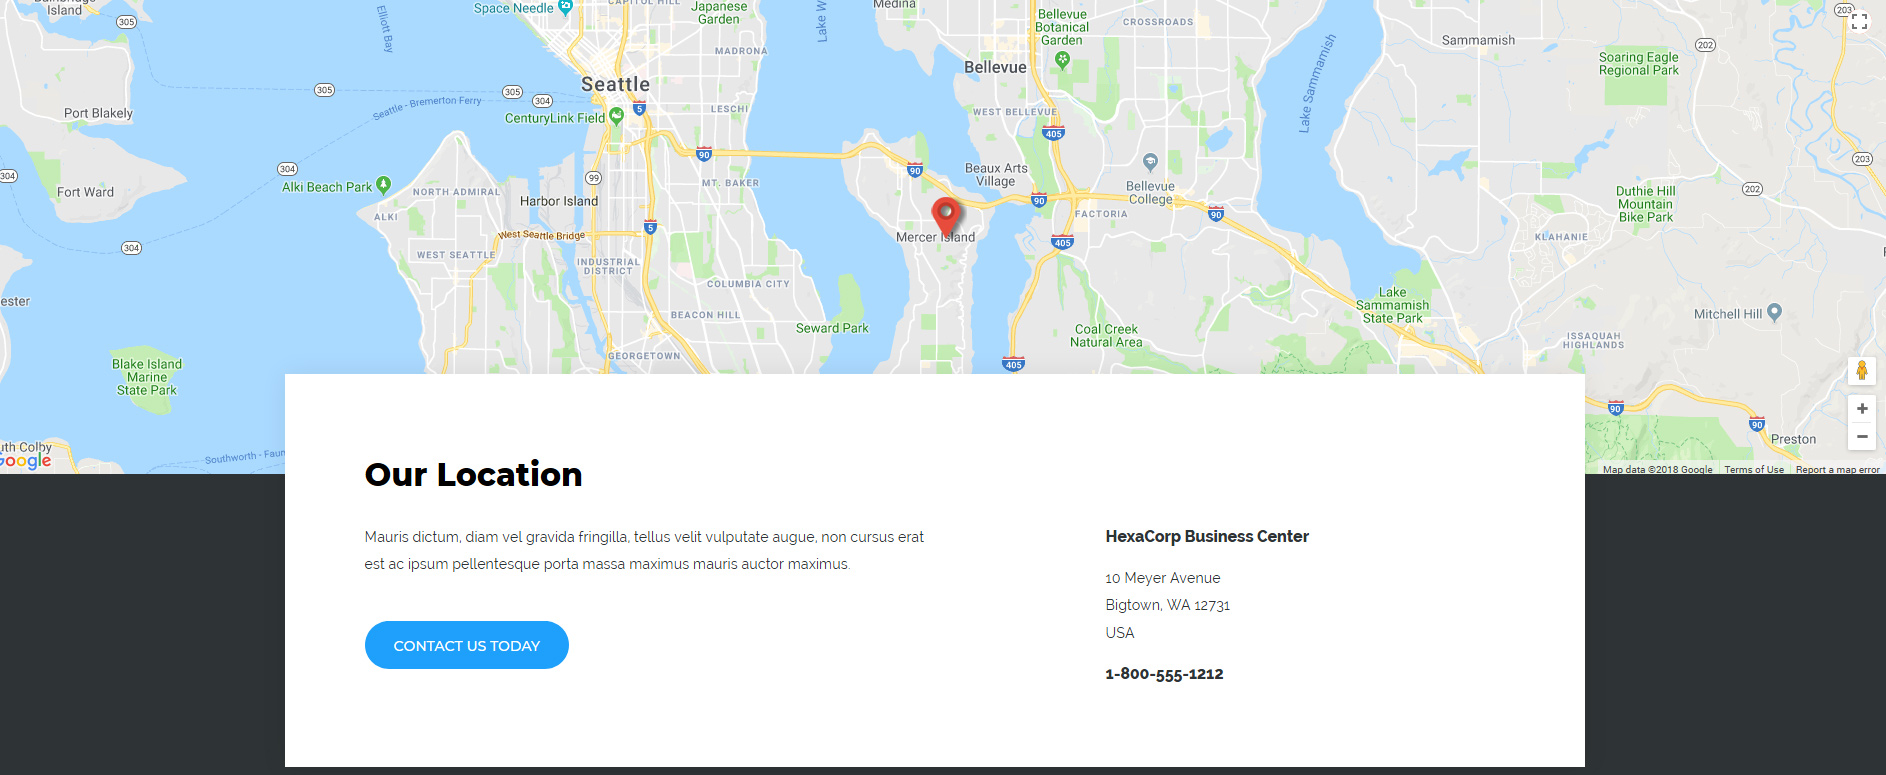 Island
305
Space Needle
CAPITOL HILL
Japanese
Garden
Medina
Bellevue
Botanical
Garden
CROSSROADS
203
Elliott Bay
Lake W
MADRONA
Sammamish
202
Lake Sammamish
Soaring Eagle
Regional Park
Bellevue
Seattle
305
305
304
5
Port Blakely
Seattle - Bremerton Ferry
CenturyLink Field
LESCHI
WEST BELLEVUE
405
90
304
304
Fort Ward
Alki Beach Park
NORTH ADMIRAL
99
MT. BAKER
90
Beaux Arts
Village
Bellevue
College
203
202
Duthie Hill
Mountain
Bike Park
ALKI
Harbor Island
90
FACTORIA
90
304
West Seattle Bridge
5
Mercer Island
405
KLAHANIE
WEST SEATTLE
INDUSTRIAL
DISTRICT
COLUMBIA CITY
ester
BEACON HILL
Seward Park
Coal Creek
Natural Area
Lake
Sammamish
State Park
Mitchell Hill
ISSAQUAH
HIGHLANDS
GEORGETOWN
405
Blake Island
Marine
State Park
90
90
Preston
uth Colby
Google
Southworth - Faun
Map data ©2018 Google
Terms of Use
Report a map error
Our Location
Mauris dictum, diam vel gravida fringilla, tellus velit vulputate augue, non cursus erat
est ac ipsum pellentesque porta massa maximus mauris auctor maximus.
CONTACT US TODAY
HexaCorp Business Center
10 Meyer Avenue
Bigtown, WA 12731
USA
1-800-555-1212